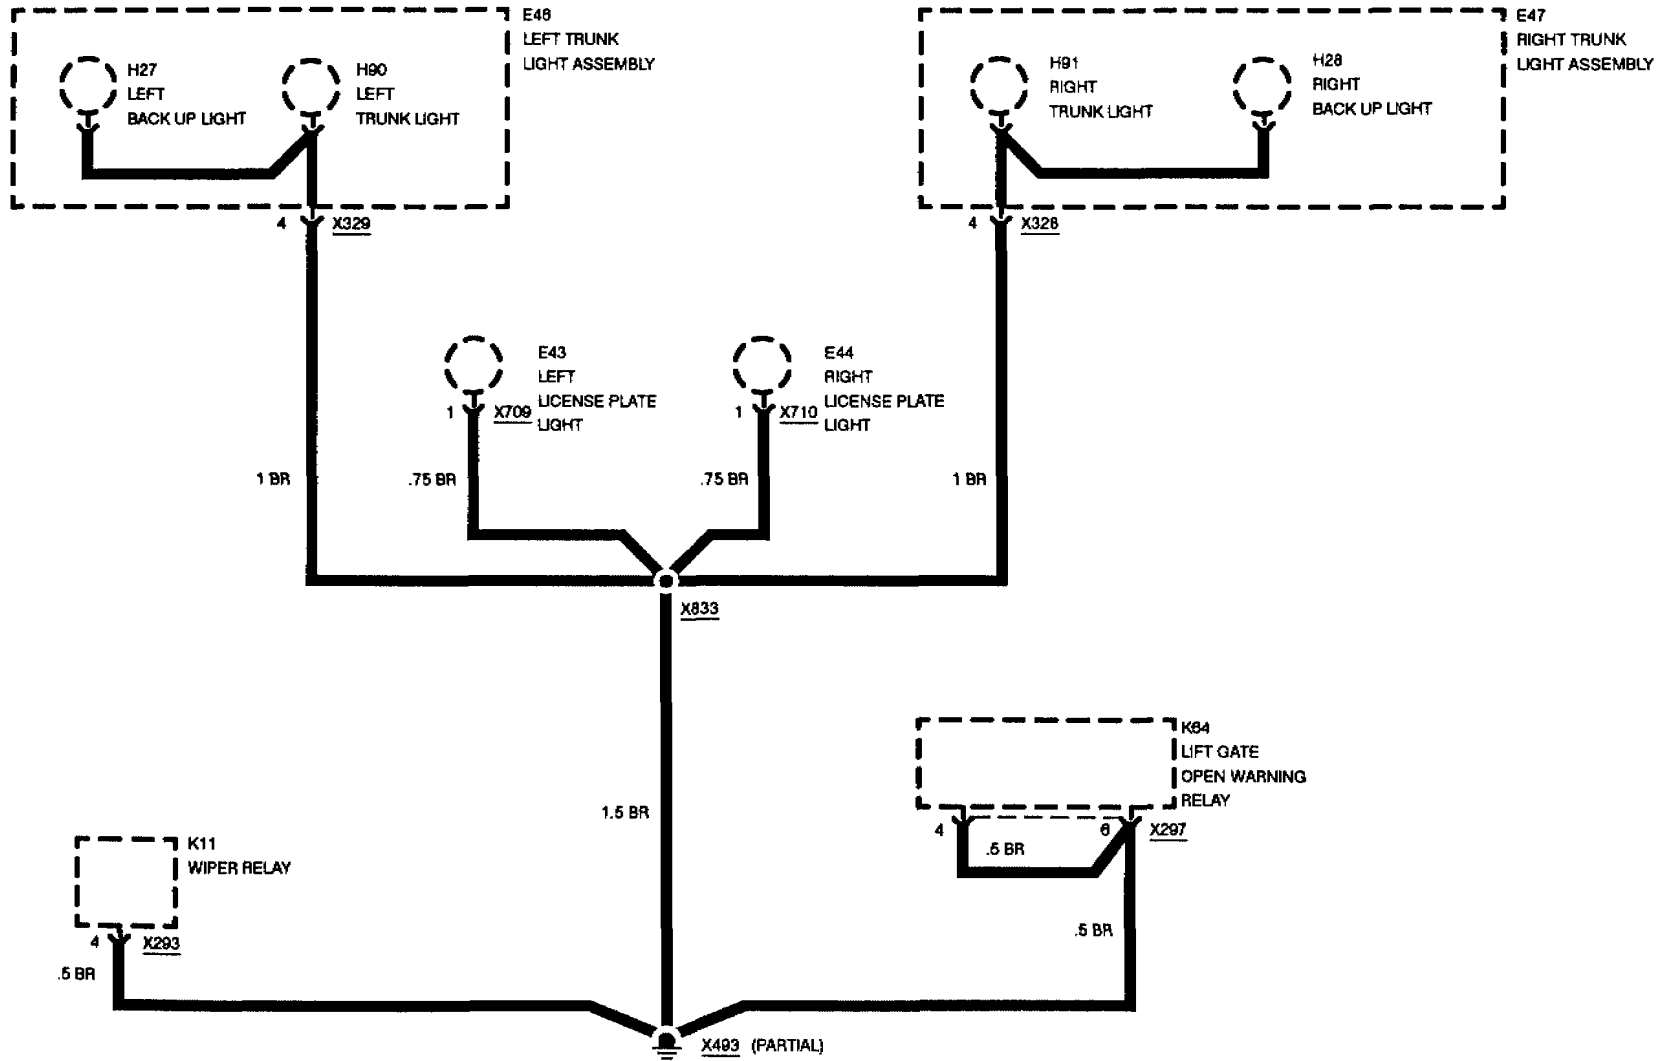 E46
LEFT TRUNK
LIGHT ASSEMBLY
H27
LEFT
BACK UP LIGHT
H90
LEFT
TRUNK LIGHT
4
X329
E47
RIGHT TRUNK
LIGHT ASSEMBLY
H91
RIGHT
TRUNK LIGHT
H28
RIGHT
BACK UP LIGHT
4
X328
E43
LEFT
LICENSE PLATE
LIGHT
1
X709
E44
RIGHT
LICENSE PLATE
LIGHT
1
X710
1 BR
.75 BR
.75 BR
1 BR
X833
K64
LIFT GATE
OPEN WARNING
RELAY
4
6
X297
.5 BR
1.5 BR
K11
WIPER RELAY
4
X293
.5 BR
.5 BR
X493 (PARTIAL)